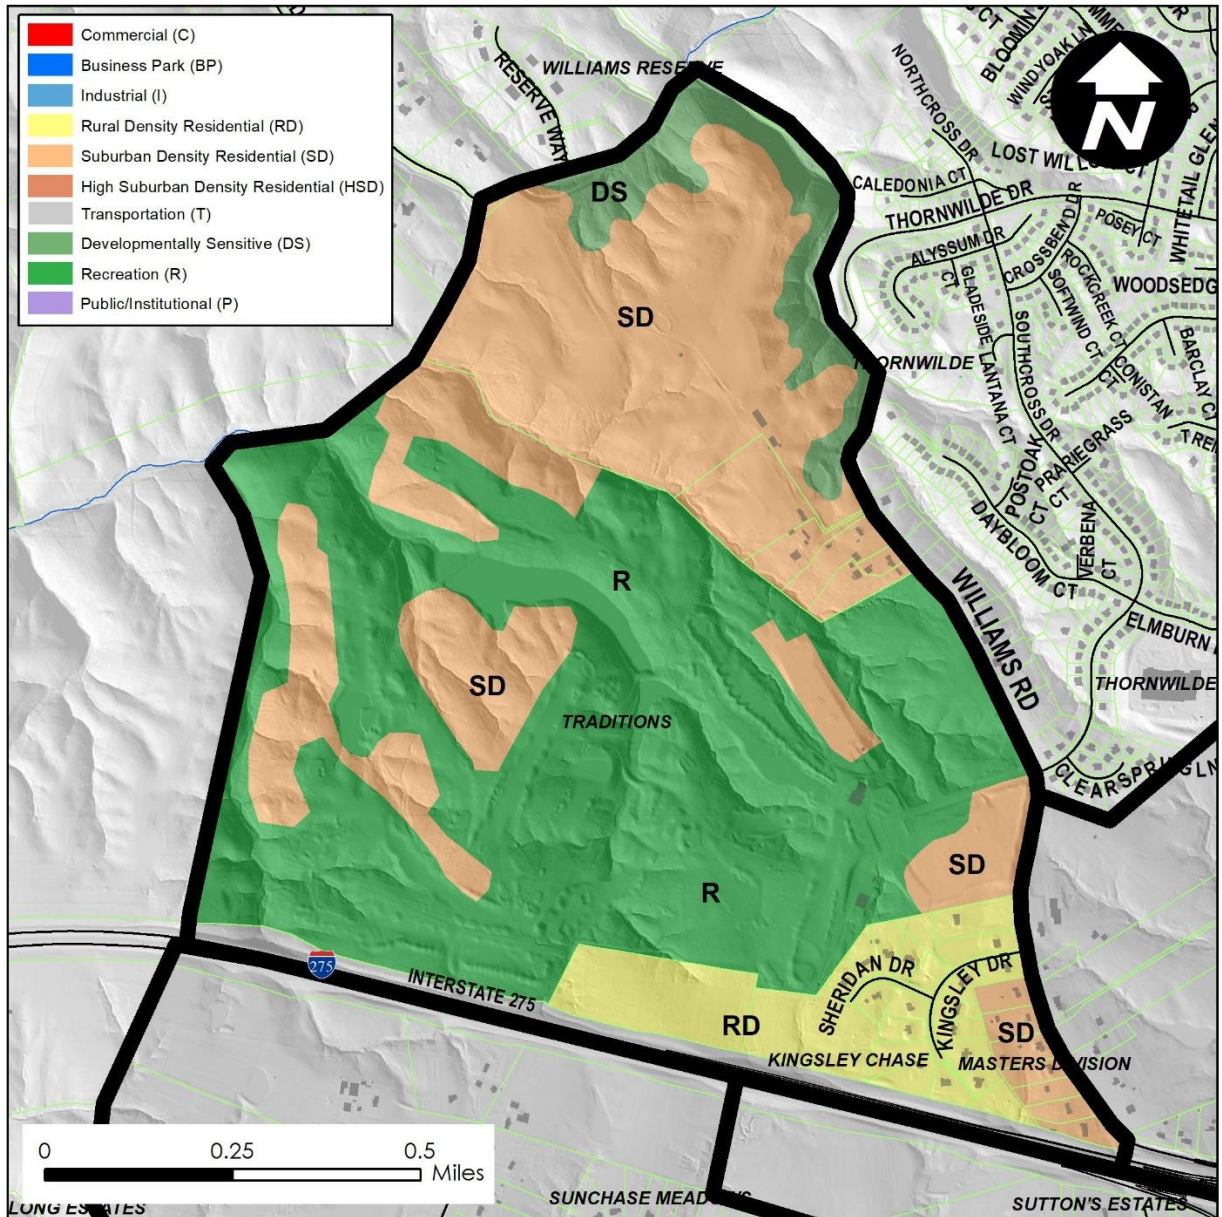 Commercial (C)
Business Park (BP)
Industrial (I)
Rural Density Residential (RD)
Suburban Density Residential (SD)
High Suburban Density Residential (HSD)
Transportation (T)
Developmentally Sensitive (DS)
Recreation (R)
Public/Institutional (P)
N
RESERVE WAY
WILLIAMS RESERVE
NORTHCROSS DR
WINDYOAK LN
WHITETAIL GLEN
CALEDONIA CT
THORNWILDE DR
ALYSSUM DR
CROSSBEND DR
POSEY CT
ROCKCREEK CT
SOFTWIND CT
WOODSEDG
GLADESIDE CT
LANTANA CT
SOUTHCROSS DR
CONISTAN CT
BARCLAY CT
THORNWILDE
DS
SD
POSTOAK CT
PRARIEGRASS CT
DAYBLOOM CT
VERBENA CT
ELMBURN
WILLIAMS RD
THORNWILDE
CLEARSPRING LN
R
SD
TRADITIONS
SD
R
275
INTERSTATE 275
RD
SHERIDAN DR
KINGSLEY DR
SD
KINGSLEY CHASE
MASTERS DIVISION
0 0.25 0.5
Miles
LONG ESTATES
SUNCHASE MEADOWS
SUTTON'S ESTATES